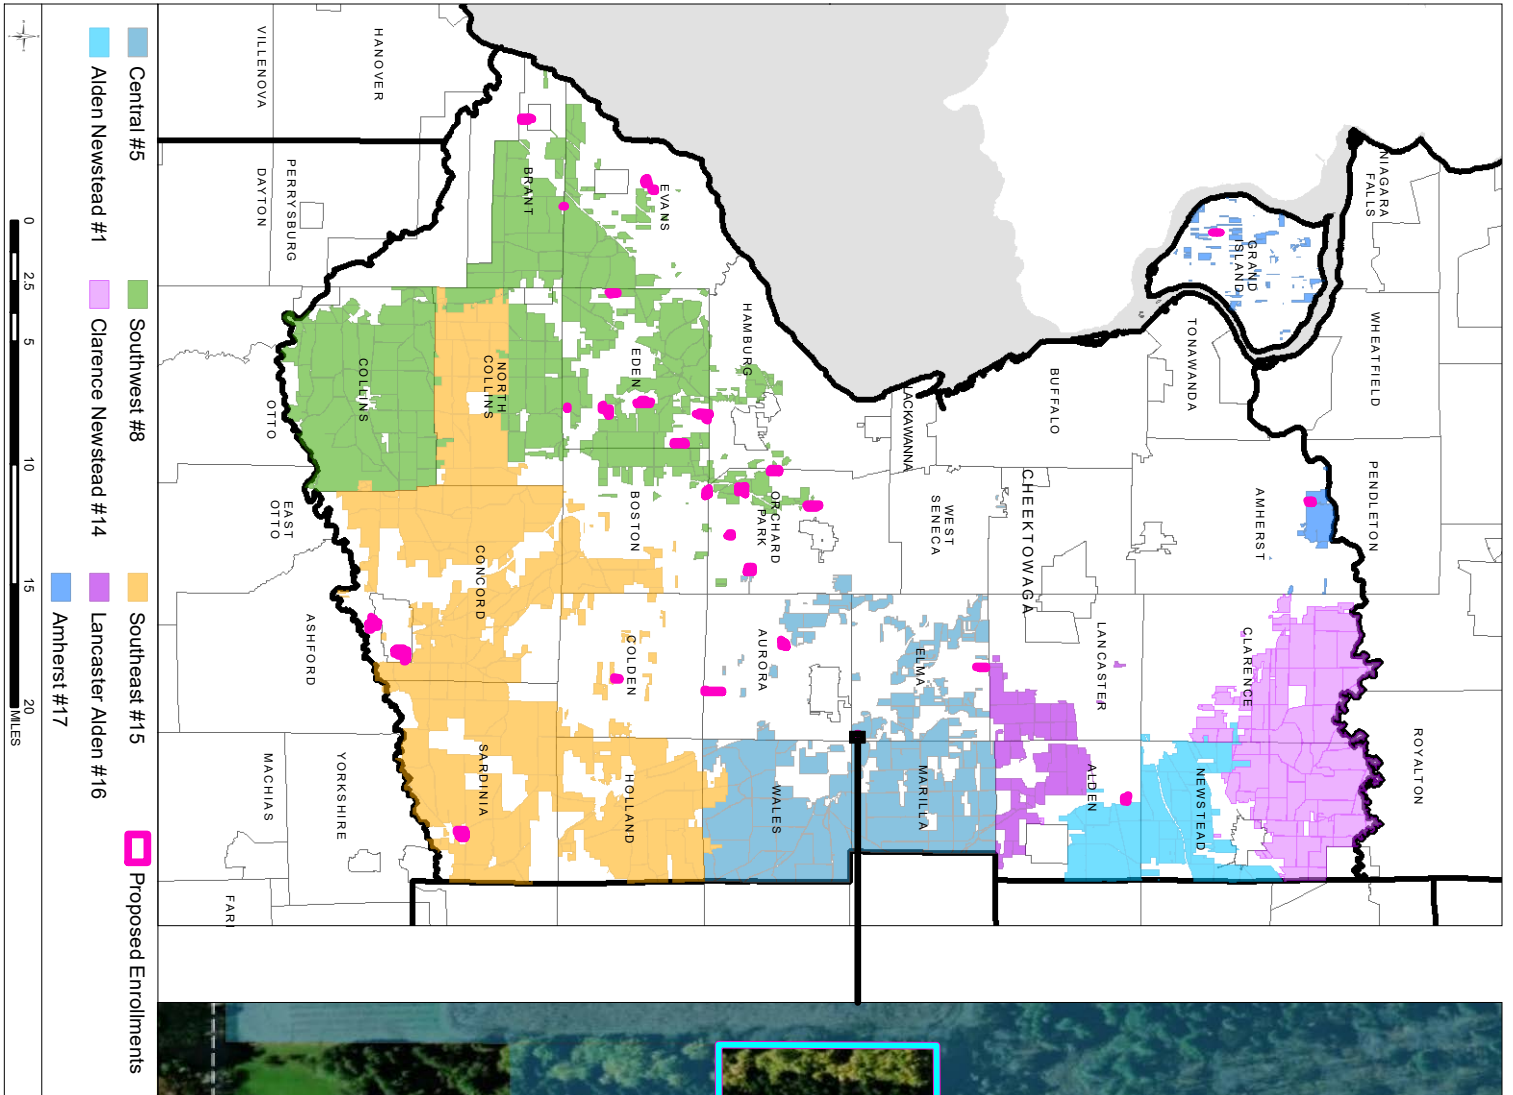 NIAGARA
FALLS
WHEATFIELD
PENDLETON
ROYALTON
GRAND
ISLAND
TONAWANDA
AMHERST
CLARENCE
NEWSTEAD
BUFFALO
CHEEKTOWAGA
LANCASTER
ALDEN
LACKAWANNA
WEST
SENECA
ELMA
MARILLA
HAMBURG
ORCHARD
PARK
AURORA
WALES
EVANS
EDEN
BOSTON
COLDEN
HOLLAND
BRANT
NORTH
COLLINS
CONCORD
SARDINIA
HANOVER
COLLINS
YORKSHIRE
PERRYSBURG
ASHFORD
VILLENOVA
DAYTON
OTTO
EAST
OTTO
MACHIAS
FAR
Central #5
Southwest #8
Southeast #15
Proposed Enrollments
Alden Newstead #1
Clarence Newstead #14
Lancaster Alden #16
Amherst #17
0 2.5 5 10 15 20
MILES